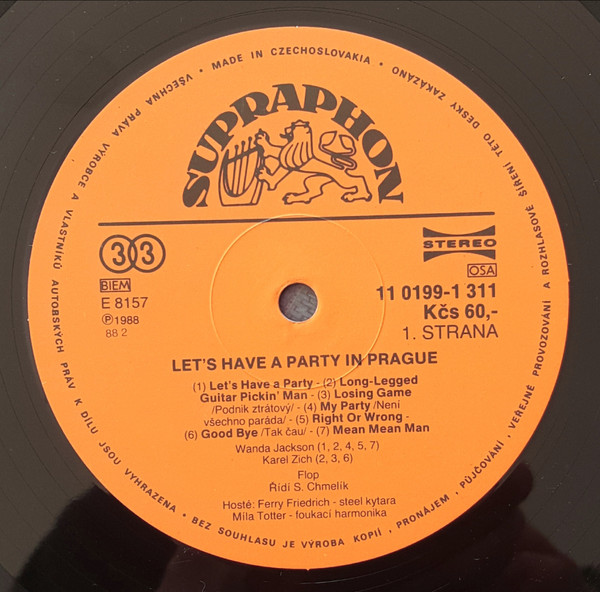 • MADE IN CZECHOSLOVAKIA •
VŠECHNA PRÁVA VÝROBCE A VLASTNÍKŮ AUTORSKÝCH PRÁV K DÍLU JSOU VYHRAZENA • BEZ SOUHLASU JE VÝROBA KOPIÍ, PRONÁJEM, PŮJČOVÁNÍ, VEŘEJNÉ PROVOZOVÁNÍ A ROZHLASOVÉ ŠÍŘENÍ TÉTO DESKY ZAKÁZÁNO
SUPRAPHON
33
STEREO
BIEM
OSA
E 8157
11 0199-1 311
Ⓟ1988
Kčs 60,-
88 2
1. STRANA
LET'S HAVE A PARTY IN PRAGUE
(1) Let's Have a Party - (2) Long-Legged
Guitar Pickin' Man - (3) Losing Game
/Podnik ztrátový/ - (4) My Party /Není
všechno paráda/ - (5) Right Or Wrong -
(6) Good Bye /Tak čau/ - (7) Mean Mean Man
Wanda Jackson (1, 2, 4, 5, 7)
Karel Zich (2, 3, 6)
Flop
Řídí S. Chmelík
Hosté: Ferry Friedrich - steel kytara
Míla Totter - foukací harmonika